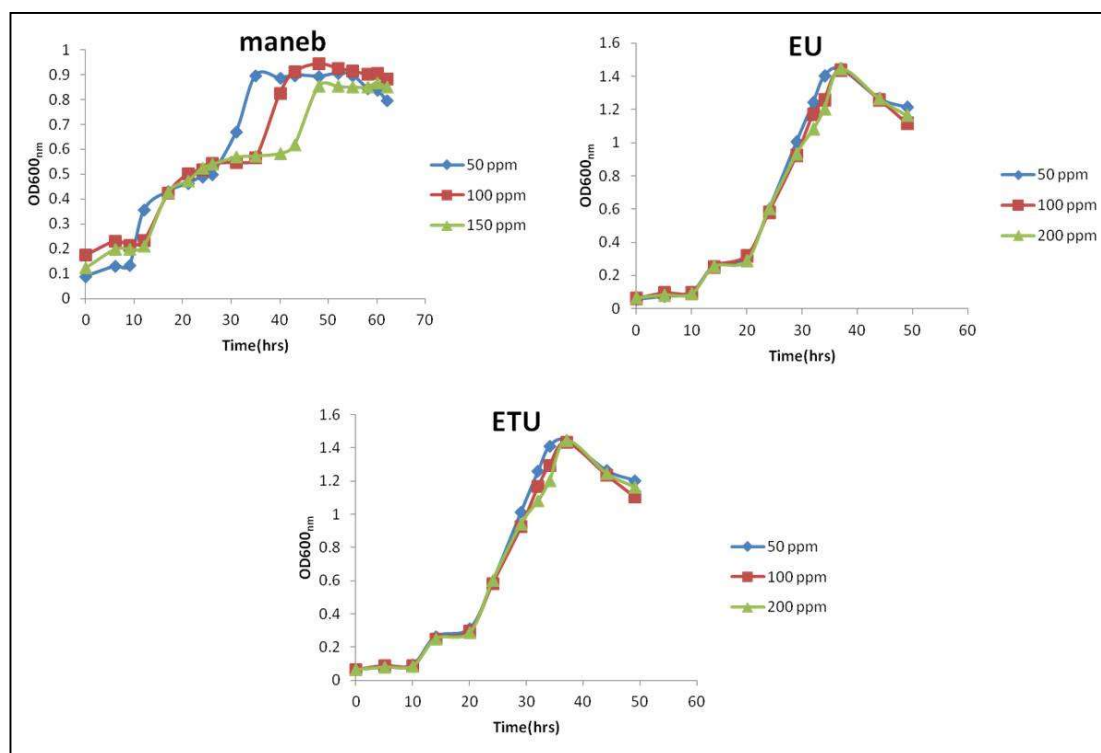 maneb
1
0.9
0.8
0.7
0.6
0.5
0.4
0.3
0.2
0.1
0
OD600nm
0 10 20 30 40 50 60 70
Time(hrs)
50 ppm
100 ppm
150 ppm
EU
1.6
1.4
1.2
1
0.8
0.6
0.4
0.2
0
OD600nm
0 10 20 30 40 50 60
Time(hrs)
50 ppm
100 ppm
200 ppm
ETU
1.6
1.4
1.2
1
0.8
0.6
0.4
0.2
0
OD600nm
0 10 20 30 40 50 60
Time(hrs)
50 ppm
100 ppm
200 ppm